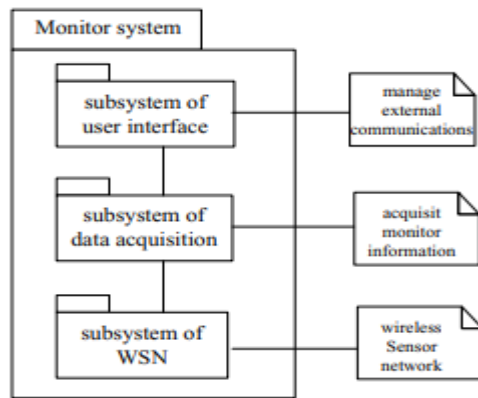 Monitor system
subsystem of
user interface
manage
external
communications
subsystem of
data acquisition
acquisit
monitor
information
subsystem of
WSN
wireless
Sensor
network